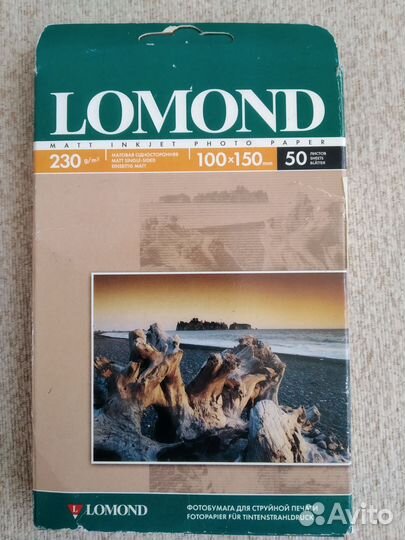 LOMOND
MATT INKJET PHOTO PAPER
230 g/m²
МАТОВАЯ ОДНОСТОРОННЯЯ
MATT SINGLE-SIDED
EINSEITIG MATT
100×150mm
50
ЛИСТОВ
SHEETS
BLÄTTER
L
LOMOND
ФОТОБУМАГА ДЛЯ СТРУЙНОЙ ПЕЧАТИ
FOTOPAPIER FÜR TINTENSTRAHLDRUCK
Avito